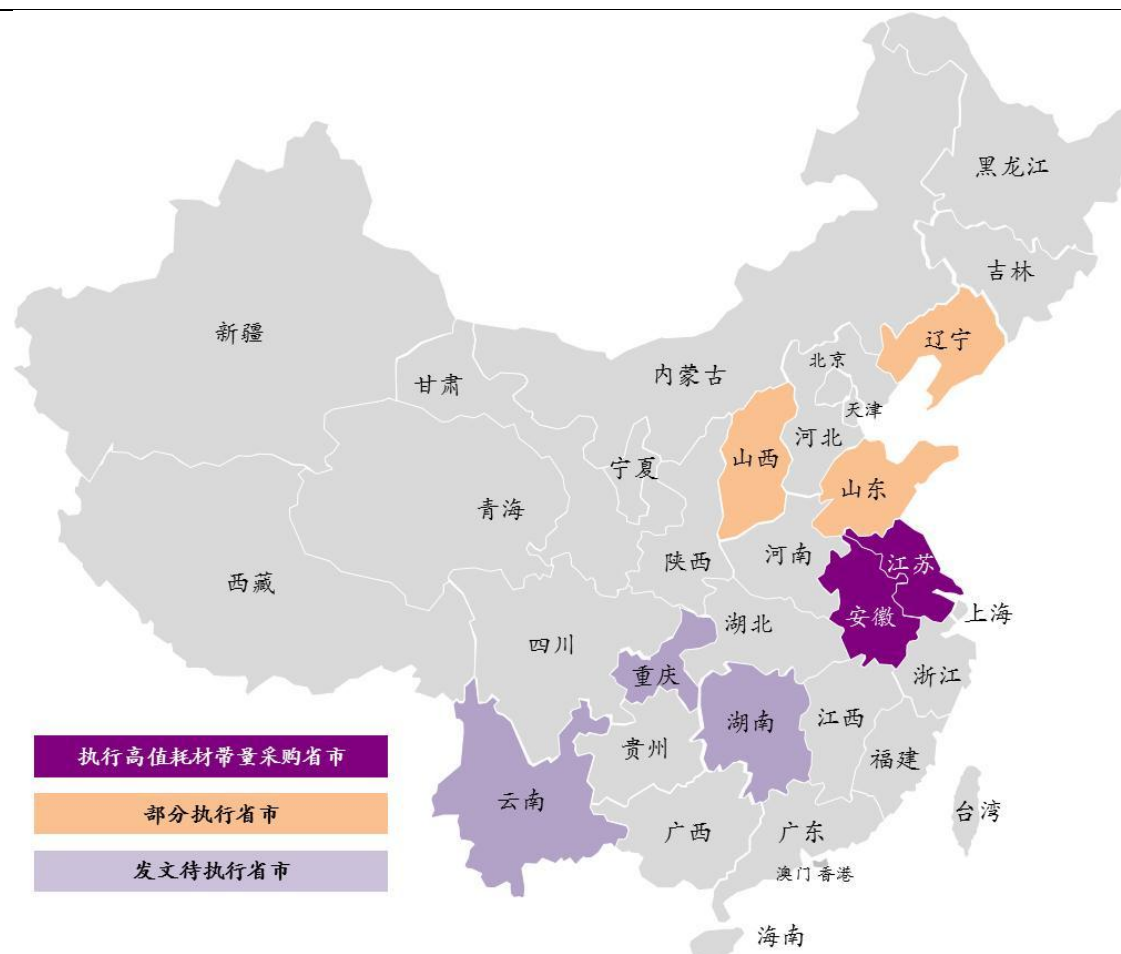 黑龙江
吉林
辽宁
新疆
甘肃
内蒙古
北京
天津
河北
山西
宁夏
山东
青海
陕西
河南
江苏
西藏
安徽
上海
四川
湖北
重庆
浙江
湖南
江西
贵州
福建
云南
台湾
广西
广东
澳门 香港
海南
执行高值耗材带量采购省市
部分执行省市
发文待执行省市